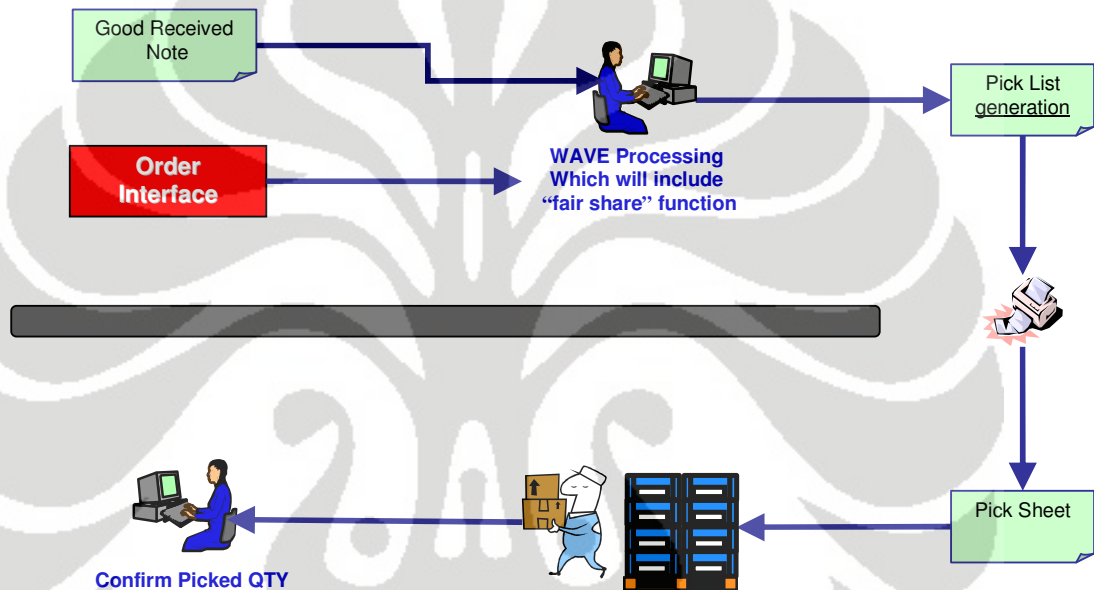 Good Received
Note
Pick List
generation
Order
Interface
WAVE Processing
Which will include
“fair share” function
Pick Sheet
Confirm Picked QTY